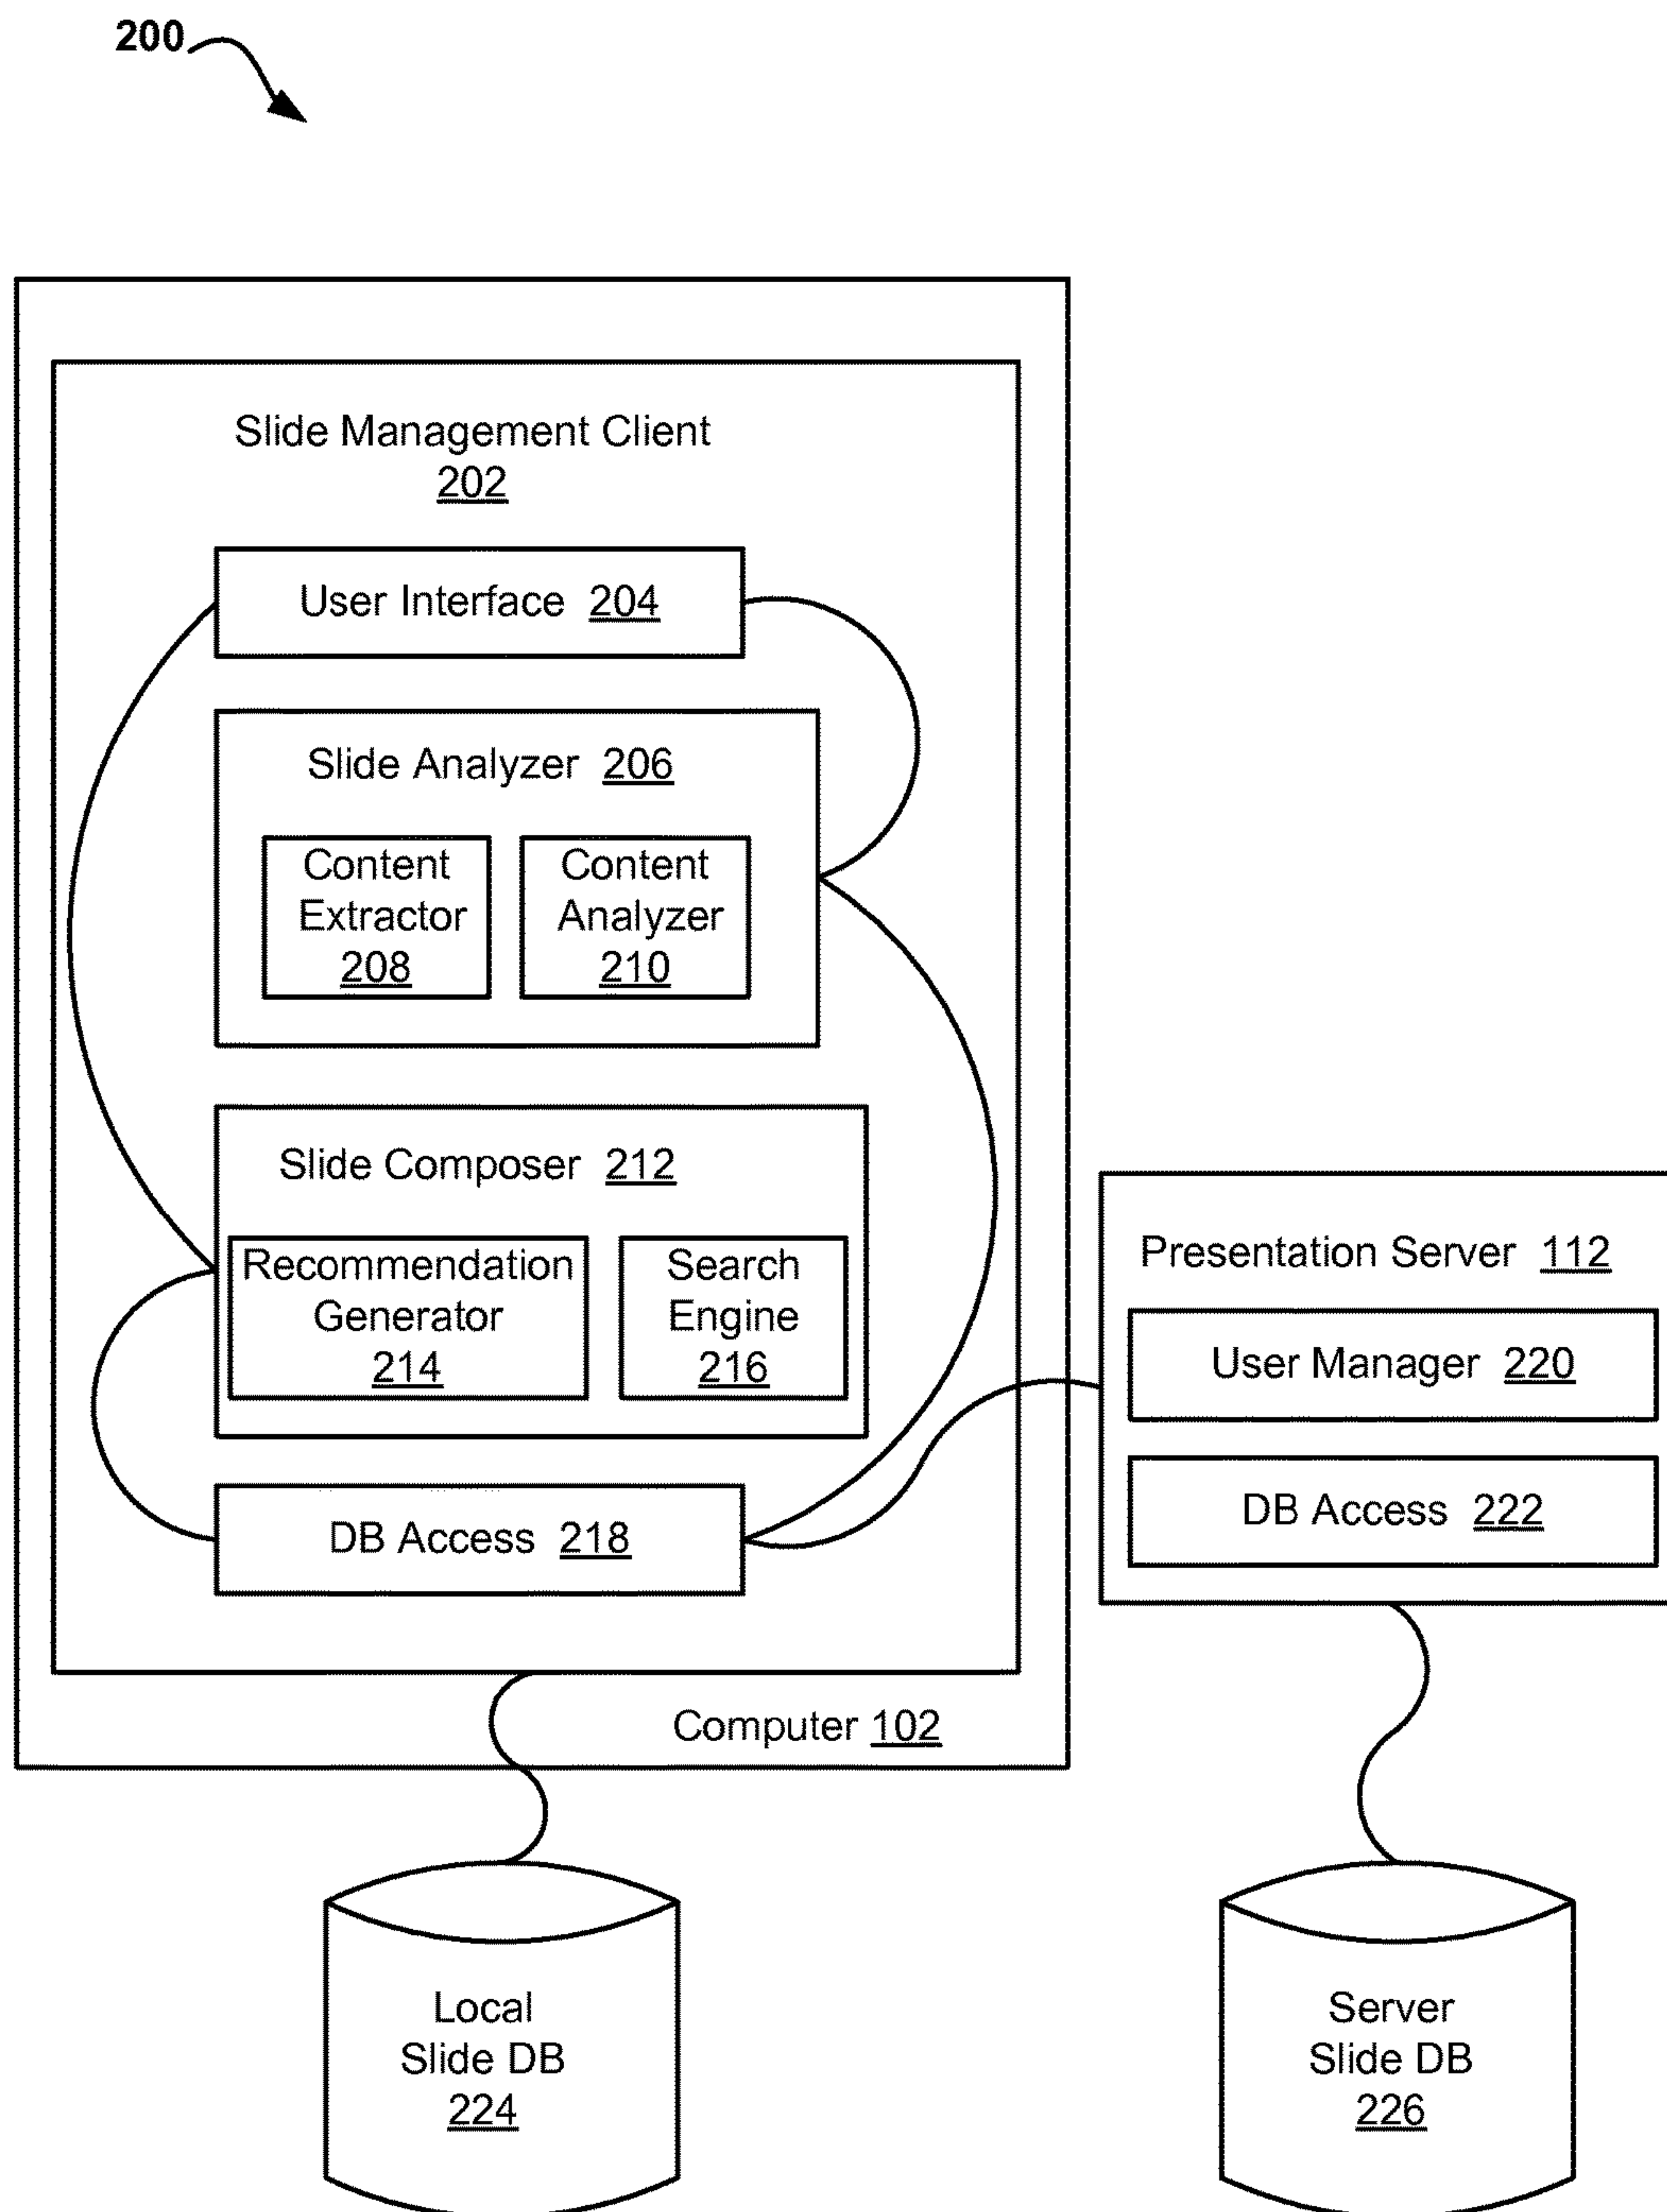 200
Slide Management Client
202
User Interface 204
Slide Analyzer 206
Content
Extractor
208
Content
Analyzer
210
Slide Composer 212
Recommendation
Generator
214
Search
Engine
216
DB Access 218
Computer 102
Presentation Server 112
User Manager 220
DB Access 222
Local
Slide DB
224
Server
Slide DB
226